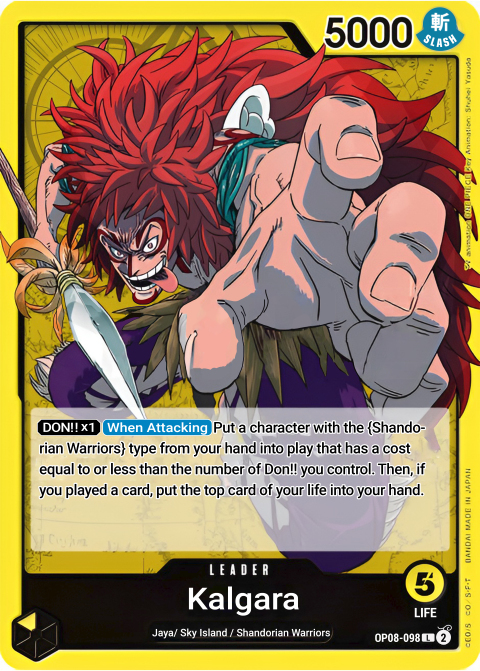 5000
斬
SLASH
DON!! x1 When Attacking Put a character with the {Shando-
rian Warriors} type from your hand into play that has a cost
equal to or less than the number of Don!! you control. Then, if
you played a card, put the top card of your life into your hand.
LEADER
Kalgara
5
LIFE
Jaya/ Sky Island / Shandorian Warriors
OP08-098 L 2
BANDAI MADE IN JAPAN